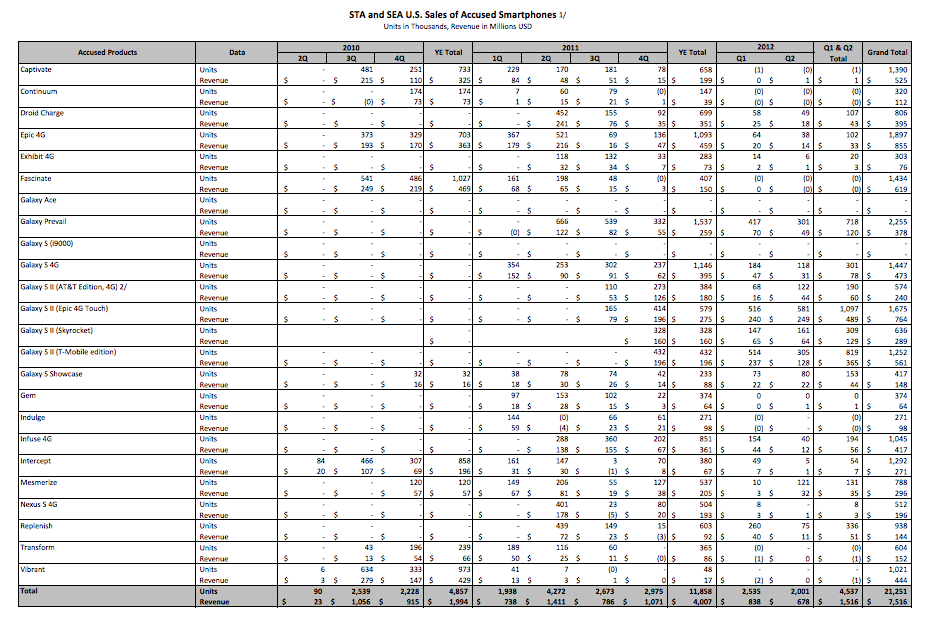 STA and SEA U.S. Sales of Accused Smartphones 1/
Units in Thousands, Revenue in Millions USD
Accused Products Data 2010 YE Total 2011 YE Total 2012 Q1 & Q2 Total Grand Total
2Q 3Q 4Q 1Q 2Q 3Q 4Q Q1 Q2
Captivate Units - 481 251 733 229 170 181 78 658 (1) (0) (1) 1,390
Revenue $ - $ 215 $ 110 $ 325 $ 84 $ 48 $ 51 $ 15 $ 199 $ 0 $ 1 $ 1 $ 525
Continuum Units - - 174 174 7 60 79 (0) 147 (0) (0) (0) 320
Revenue $ - $ (0) $ 73 $ 73 $ 1 $ 15 $ 21 $ 1 $ 39 $ (0) $ (0) $ (0) $ 112
Droid Charge Units - - - - - 452 155 92 699 58 49 107 806
Revenue $ - $ - $ - $ - $ - $ 241 $ 76 $ 35 $ 351 $ 25 $ 18 $ 43 $ 395
Epic 4G Units - 373 329 703 367 521 69 136 1,093 64 38 102 1,897
Revenue $ - $ 193 $ 170 $ 363 $ 179 $ 216 $ 16 $ 47 $ 459 $ 20 $ 14 $ 33 $ 855
Exhibit 4G Units - - - - - 118 132 33 283 14 6 20 303
Revenue $ - $ - $ - $ - $ - $ 32 $ 34 $ 7 $ 73 $ 2 $ 1 $ 3 $ 76
Fascinate Units - 541 486 1,027 161 198 48 (0) 407 (0) (0) (0) 1,434
Revenue $ - $ 249 $ 219 $ 469 $ 68 $ 65 $ 15 $ 3 $ 150 $ 0 $ (0) $ (0) $ 619
Galaxy Ace Units - - - - - - - - - - - - -
Revenue $ - $ - $ - $ - $ - $ - $ - $ - $ - $ - $ - $ - $ -
Galaxy Prevail Units - - - - - 666 539 332 1,537 417 301 718 2,255
Revenue $ - $ - $ - $ - $ (0) $ 122 $ 82 $ 55 $ 259 $ 70 $ 49 $ 120 $ 378
Galaxy S (i9000) Units - - - - - - - - - - - - -
Revenue $ - $ - $ - $ - $ - $ - $ - $ - $ - $ - $ - $ - $ -
Galaxy S 4G Units - - - - 354 253 302 237 1,146 184 118 301 1,447
Revenue $ - $ - $ - $ - $ 152 $ 90 $ 91 $ 62 $ 395 $ 47 $ 31 $ 78 $ 473
Galaxy S II (AT&T Edition, 4G) 2/ Units - - - - - - 110 273 384 68 122 190 574
Revenue $ - $ - $ - $ - $ - $ - $ 53 $ 126 $ 180 $ 16 $ 44 $ 60 $ 240
Galaxy S II (Epic 4G Touch) Units - - - - - - 165 414 579 516 581 1,097 1,675
Revenue $ - $ - $ - $ - $ - $ - $ 79 $ 196 $ 275 $ 240 $ 249 $ 489 $ 764
Galaxy S II (Skyrocket) Units - 328 328 147 161 309 636
Revenue $ - $ 160 $ 160 $ 65 $ 64 $ 129 $ 289
Galaxy S II (T-Mobile edition) Units - - - - - - - 432 432 514 305 819 1,252
Revenue $ - $ - $ - $ - $ - $ - $ - $ 196 $ 196 $ 237 $ 128 $ 365 $ 561
Galaxy S Showcase Units - - 32 32 38 78 74 42 233 73 80 153 417
Revenue $ - $ - $ 16 $ 16 $ 18 $ 30 $ 26 $ 14 $ 88 $ 22 $ 22 $ 44 $ 148
Gem Units - - - - 97 153 102 22 374 0 0 0 374
Revenue $ - $ - $ - $ - $ 18 $ 28 $ 15 $ 3 $ 64 $ 0 $ 1 $ 1 $ 64
Indulge Units - - - - 144 (0) 66 61 271 (0) - (0) 271
Revenue $ - $ - $ - $ - $ 59 $ (4) $ 23 $ 21 $ 98 $ (0) $ - $ (0) $ 98
Infuse 4G Units - - - - - 288 360 202 851 154 40 194 1,045
Revenue $ - $ - $ - $ - $ - $ 138 $ 155 $ 67 $ 361 $ 44 $ 12 $ 56 $ 417
Intercept Units 84 466 307 858 161 147 3 70 380 49 5 54 1,292
Revenue $ 20 $ 107 $ 69 $ 196 $ 31 $ 30 $ (1) $ 8 $ 67 $ 7 $ 1 $ 7 $ 271
Mesmerize Units - - 120 120 149 206 55 127 537 10 121 131 788
Revenue $ - $ - $ 57 $ 57 $ 67 $ 81 $ 19 $ 38 $ 205 $ 3 $ 32 $ 35 $ 296
Nexus S 4G Units - - - - - 401 23 80 504 8 - 8 512
Revenue $ - $ - $ - $ - $ - $ 178 $ (5) $ 20 $ 193 $ 3 $ 1 $ 3 $ 196
Replenish Units - - - - - 439 149 15 603 260 75 336 938
Revenue $ - $ - $ - $ - $ - $ 72 $ 23 $ (3) $ 92 $ 40 $ 11 $ 51 $ 144
Transform Units - 43 196 239 189 116 60 - 365 (0) - (0) 604
Revenue $ - $ 13 $ 54 $ 66 $ 50 $ 25 $ 11 $ (0) $ 86 $ (1) $ 0 $ (1) $ 152
Vibrant Units 6 634 333 973 41 7 (0) - 48 - - - 1,021
Revenue $ 3 $ 279 $ 147 $ 429 $ 13 $ 3 $ 1 $ 0 $ 17 $ (2) $ 0 $ (1) $ 444
Total Units 90 2,539 2,228 4,857 1,938 4,272 2,673 2,975 11,858 2,535 2,001 4,537 21,251
Revenue $ 23 $ 1,056 $ 915 $ 1,994 $ 738 $ 1,411 $ 786 $ 1,071 $ 4,007 $ 838 $ 678 $ 1,516 $ 7,516